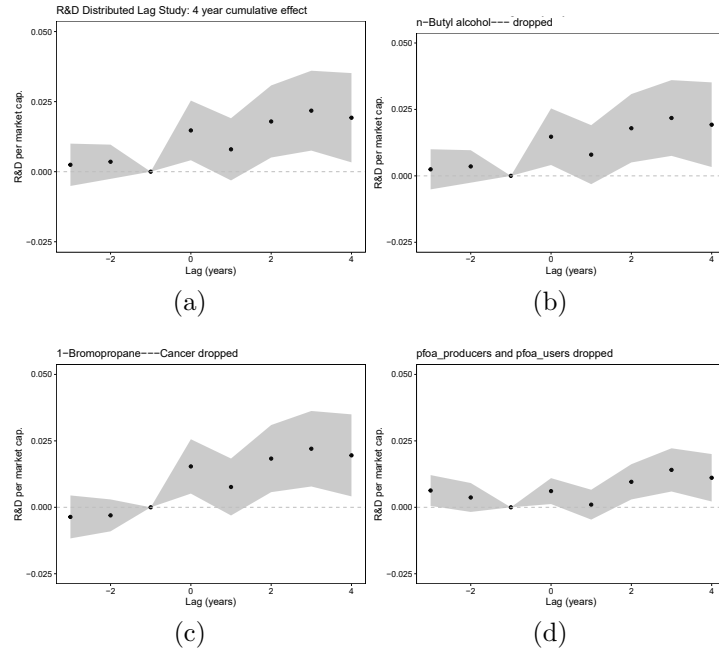 R&D Distributed Lag Study: 4 year cumulative effect
0.050
0.025
0.000
−0.025
R&D per market cap.
−2
0
2
4
Lag (years)
(a)
n−Butyl alcohol−−− dropped
0.050
0.025
0.000
−0.025
R&D per market cap.
−2
0
2
4
Lag (years)
(b)
1−Bromopropane−−−Cancer dropped
0.050
0.025
0.000
−0.025
R&D per market cap.
−2
0
2
4
Lag (years)
(c)
pfoa_producers and pfoa_users dropped
0.050
0.025
0.000
−0.025
R&D per market cap.
−2
0
2
4
Lag (years)
(d)